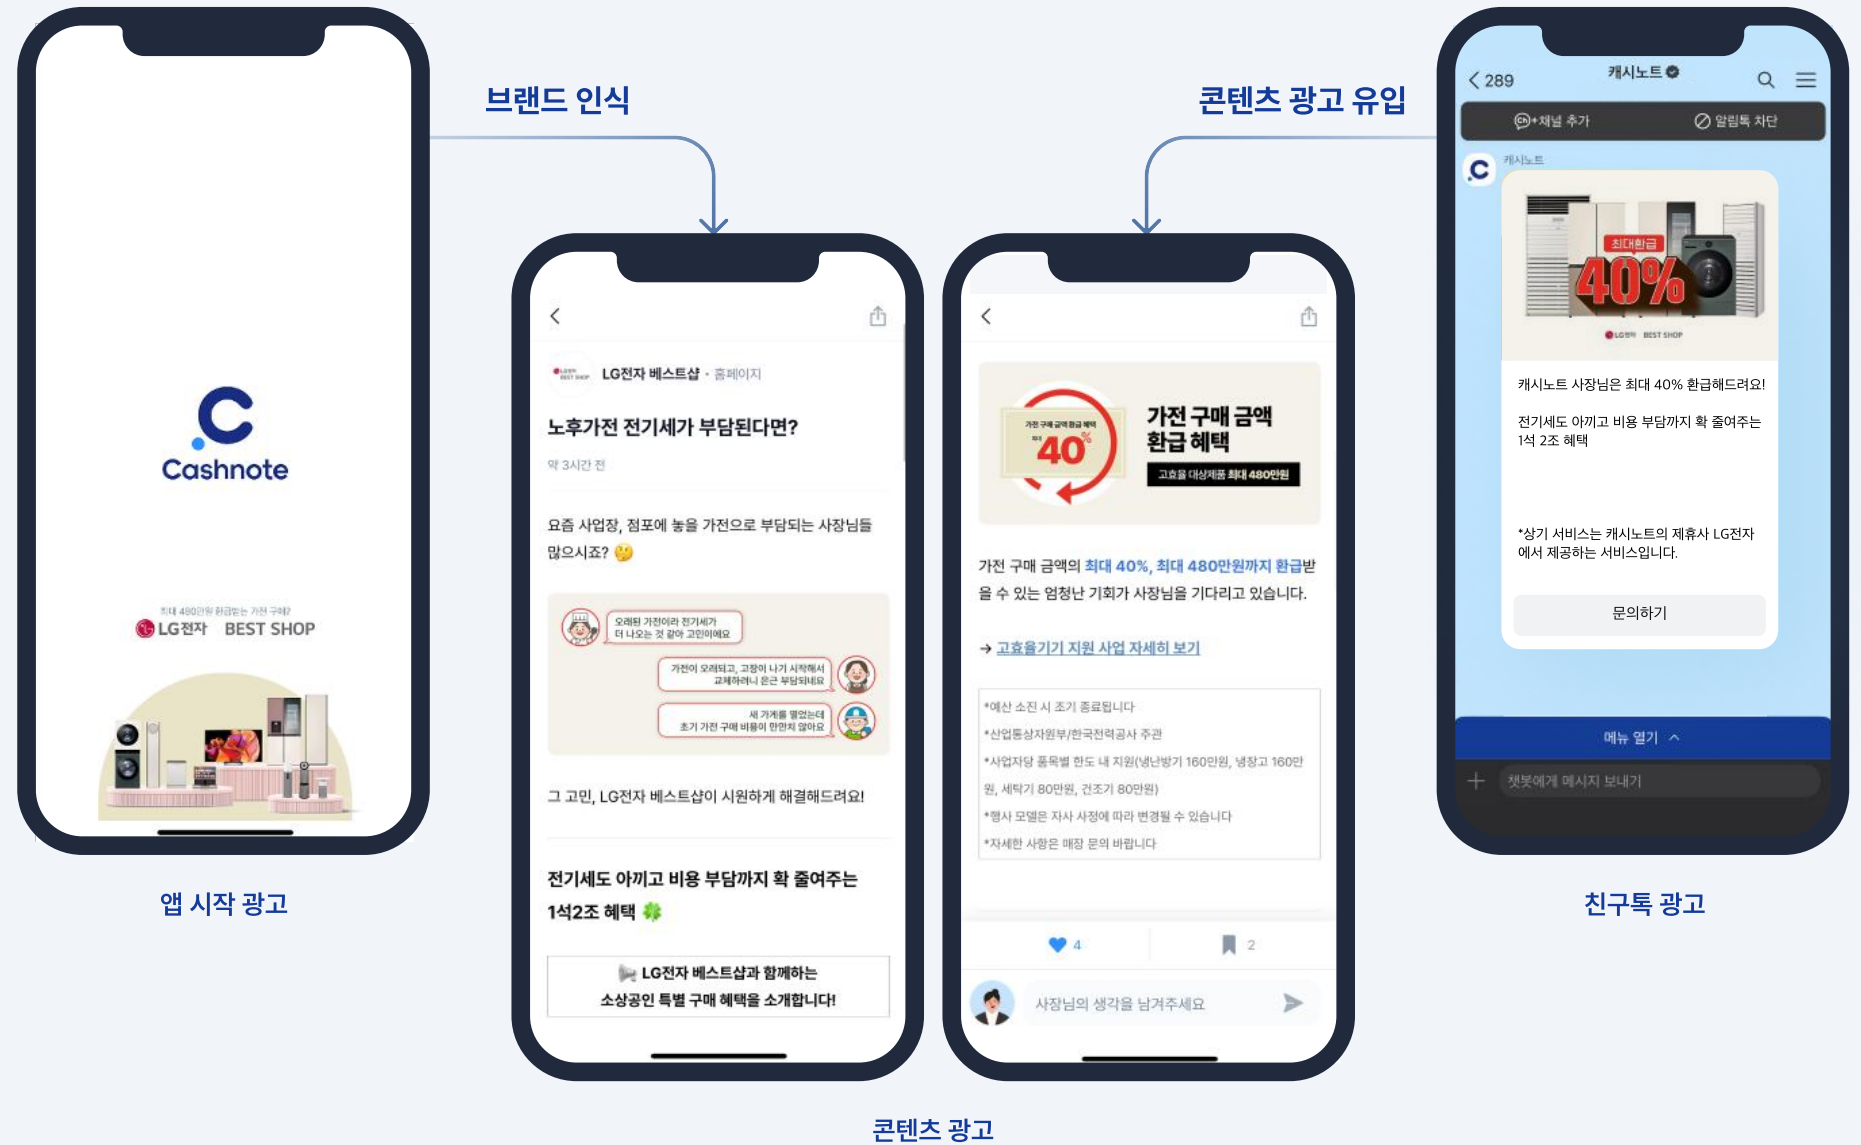 브랜드 인식
콘텐츠 광고 유입
Cashnote
최대 480만원 환급받는 가전 구매?
LG전자 BEST SHOP
앱 시작 광고
LG전자 BEST SHOP
LG전자 베스트샵 · 홈페이지
노후가전 전기세가 부담된다면?
약 3시간 전
요즘 사업장, 점포에 놓을 가전으로 부담되는 사장님들
많으시죠? 🤔
오래된 가전이라 전기세가
더 나오는 것 같아 고민이에요
가전이 오래되고, 고장이 나기 시작해서
교체하려니 은근 부담되네요
새 가게를 열었는데
초기 가전 구매 비용이 만만치 않아요
그 고민, LG전자 베스트샵이 시원하게 해결해드려요!
전기세도 아끼고 비용 부담까지 확 줄여주는
1석2조 혜택 🍀
📢 LG전자 베스트샵과 함께하는
소상공인 특별 구매 혜택을 소개합니다!
가전 구매 금액 환급 혜택
최대 40%
가전 구매 금액
환급 혜택
고효율 대상제품 최대 480만원
가전 구매 금액의 최대 40%, 최대 480만원까지 환급받
을 수 있는 엄청난 기회가 사장님을 기다리고 있습니다.
→ 고효율기기 지원 사업 자세히 보기
*예산 소진 시 조기 종료됩니다
*산업통상자원부/한국전력공사 주관
*사업자당 품목별 한도 내 지원(냉난방기 160만원, 냉장고 160만
원, 세탁기 80만원, 건조기 80만원)
*행사 모델은 자사 사정에 따라 변경될 수 있습니다
*자세한 사항은 매장 문의 바랍니다
4
2
사장님의 생각을 남겨주세요
콘텐츠 광고
289
캐시노트
Ch+채널 추가
알림톡 차단
캐시노트
최대환급
40%
LG전자 BEST SHOP
캐시노트 사장님은 최대 40% 환급해드려요!
전기세도 아끼고 비용 부담까지 확 줄여주는
1석 2조 혜택
*상기 서비스는 캐시노트의 제휴사 LG전자
에서 제공하는 서비스입니다.
문의하기
메뉴 열기
챗봇에게 메시지 보내기
친구톡 광고